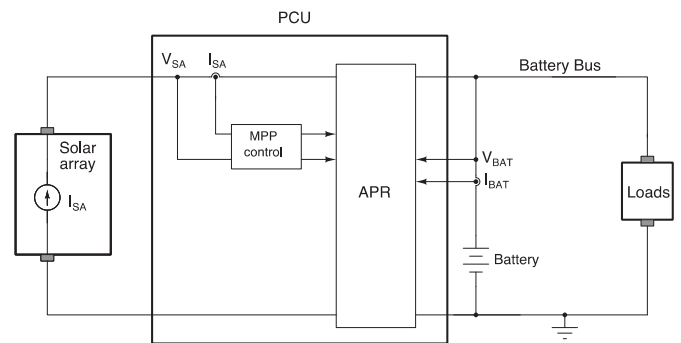 PCU
V_SA I_SA
Battery Bus
MPP
control
Solar
array
I_SA
APR
V_BAT
I_BAT
Loads
Battery